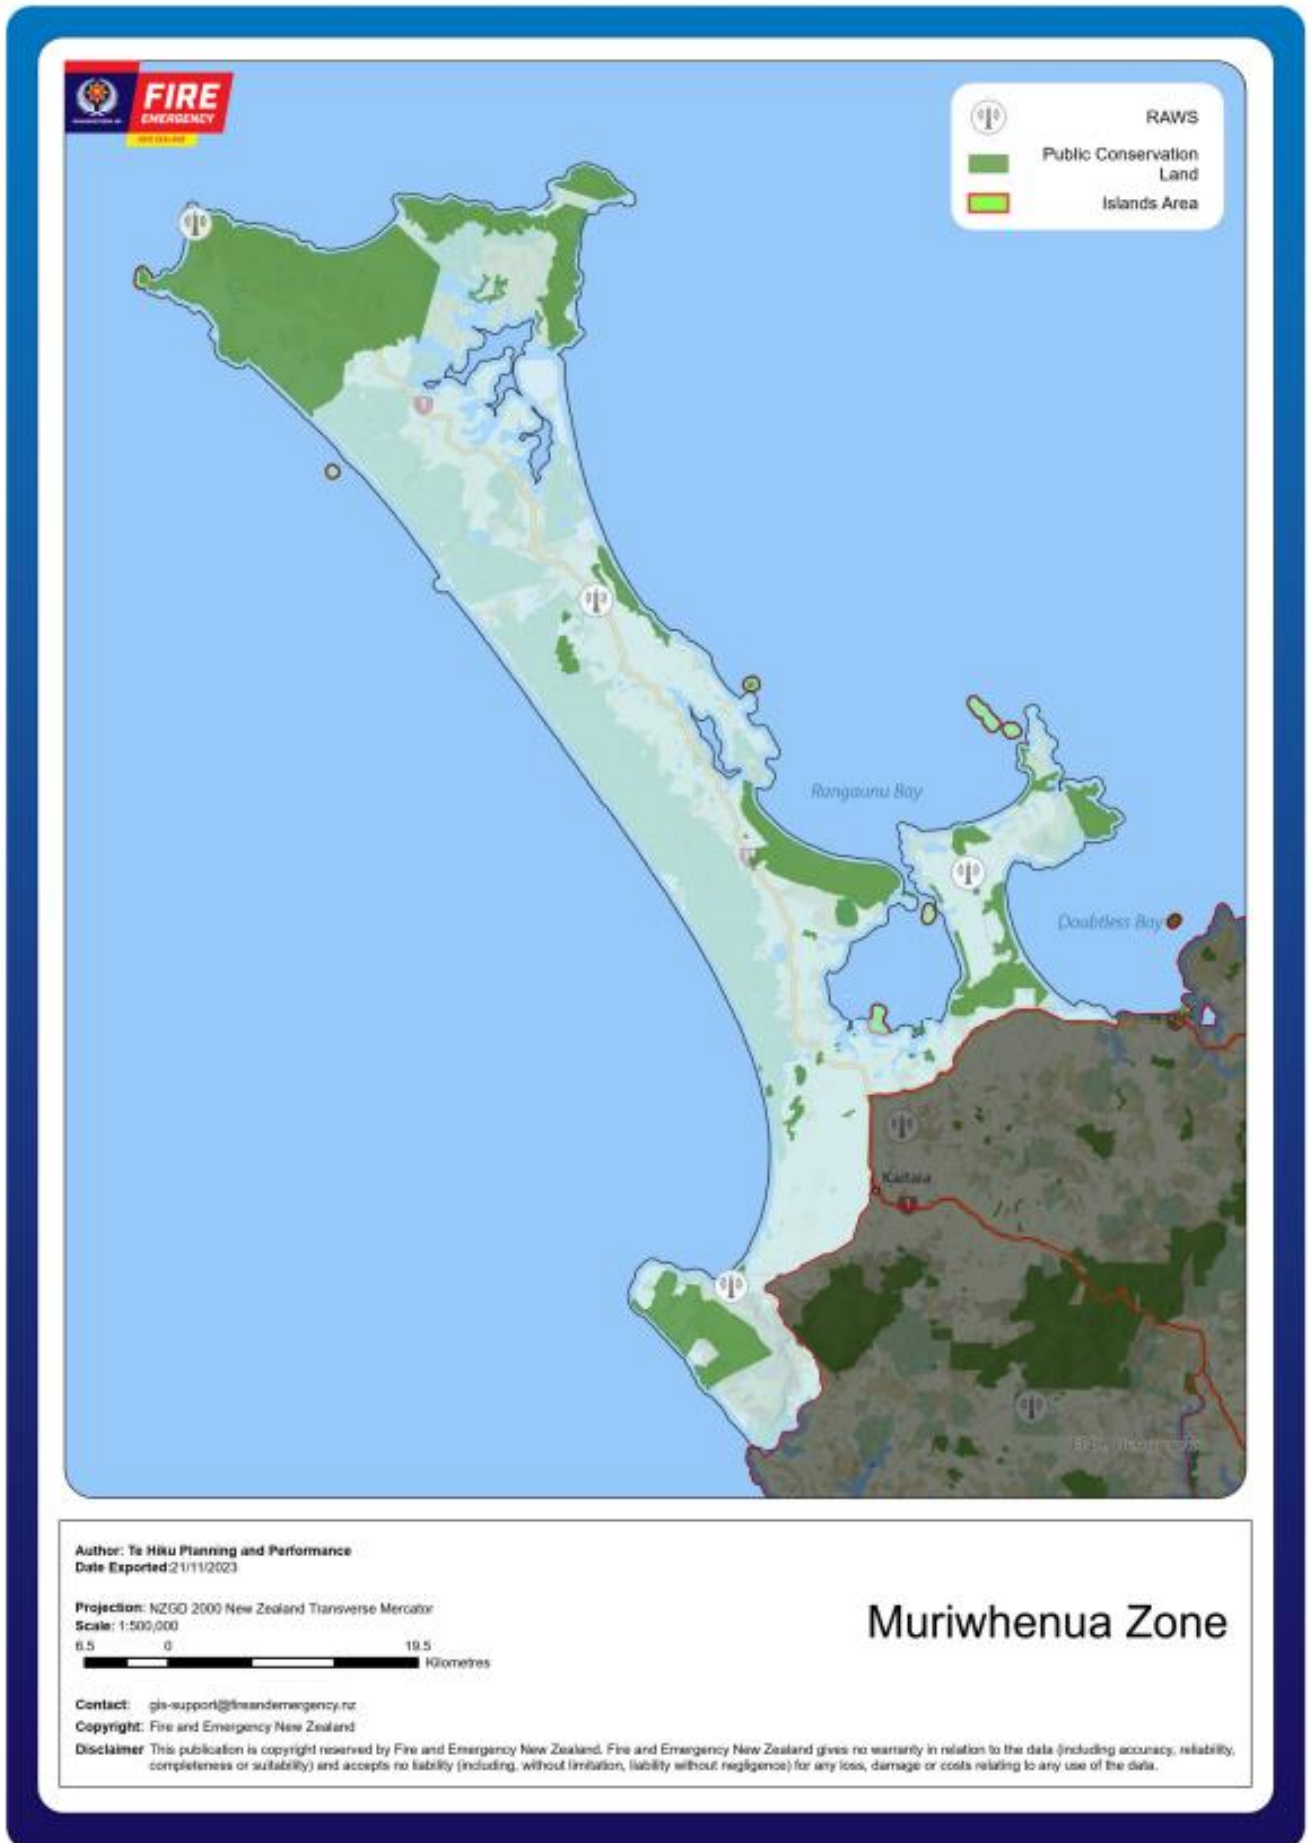 FIRE
EMERGENCY
NEW ZEALAND
RAWS
Public Conservation
Land
Islands Area
1
Rangaunu Bay
Doubtless Bay
Kaitaia
1
Author: Te Hiku Planning and Performance
Date Exported:21/11/2023
Projection: NZGD 2000 New Zealand Transverse Mercator
Scale: 1:500,000
6.5 0 19.5
Kilometres
Muriwhenua Zone
Contact: gis-support@fireandemergency.nz
Copyright: Fire and Emergency New Zealand
Disclaimer This publication is copyright reserved by Fire and Emergency New Zealand. Fire and Emergency New Zealand gives no warranty in relation to the data (including accuracy, reliability,
completeness or suitability) and accepts no liability (including, without limitation, liability without negligence) for any loss, damage or costs relating to any use of the data.